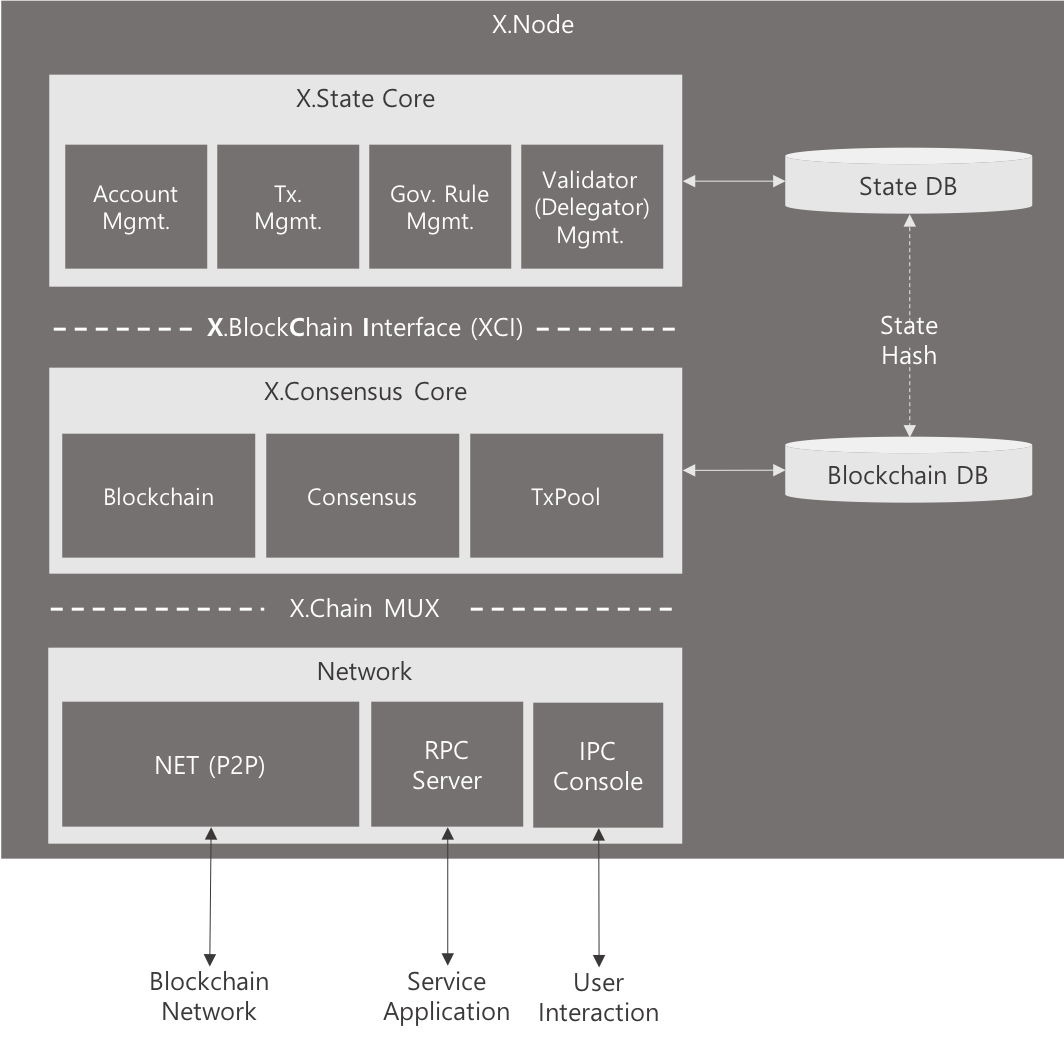 X.Node
X.State Core
Account
Mgmt.
Tx.
Mgmt.
Gov. Rule
Mgmt.
Validator
(Delegator)
Mgmt.
State DB
X.BlockChain Interface (XCI)
State
Hash
X.Consensus Core
Blockchain
Consensus
TxPool
Blockchain DB
X.Chain MUX
Network
NET (P2P)
RPC
Server
IPC
Console
Blockchain
Network
Service
Application
User
Interaction